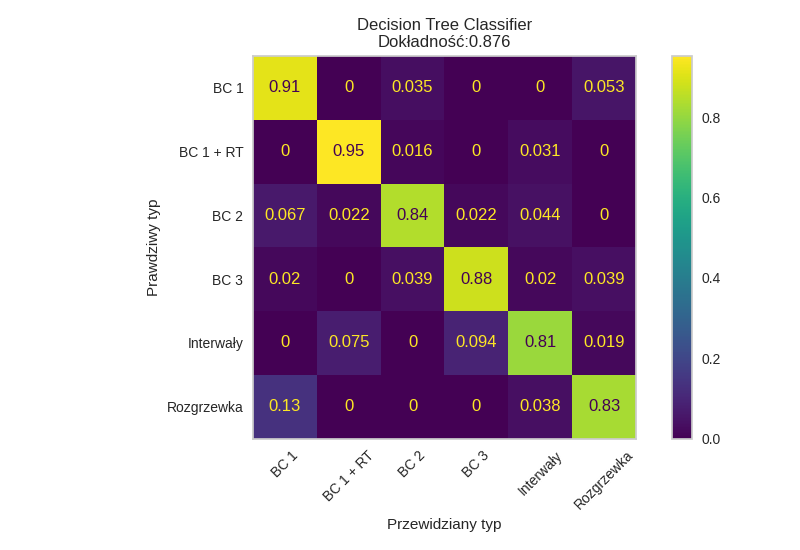 Decision Tree Classifier
Dokładność:0.876
Prawdziwy typ
BC 1 0.91 0 0.035 0 0 0.053
BC 1 + RT 0 0.95 0.016 0 0.031 0
BC 2 0.067 0.022 0.84 0.022 0.044 0
BC 3 0.02 0 0.039 0.88 0.02 0.039
Interwały 0 0.075 0 0.094 0.81 0.019
Rozgrzewka 0.13 0 0 0 0.038 0.83
BC 1 BC 1 + RT BC 2 BC 3 Interwały Rozgrzewka
Przewidziany typ
0.8
0.6
0.4
0.2
0.0